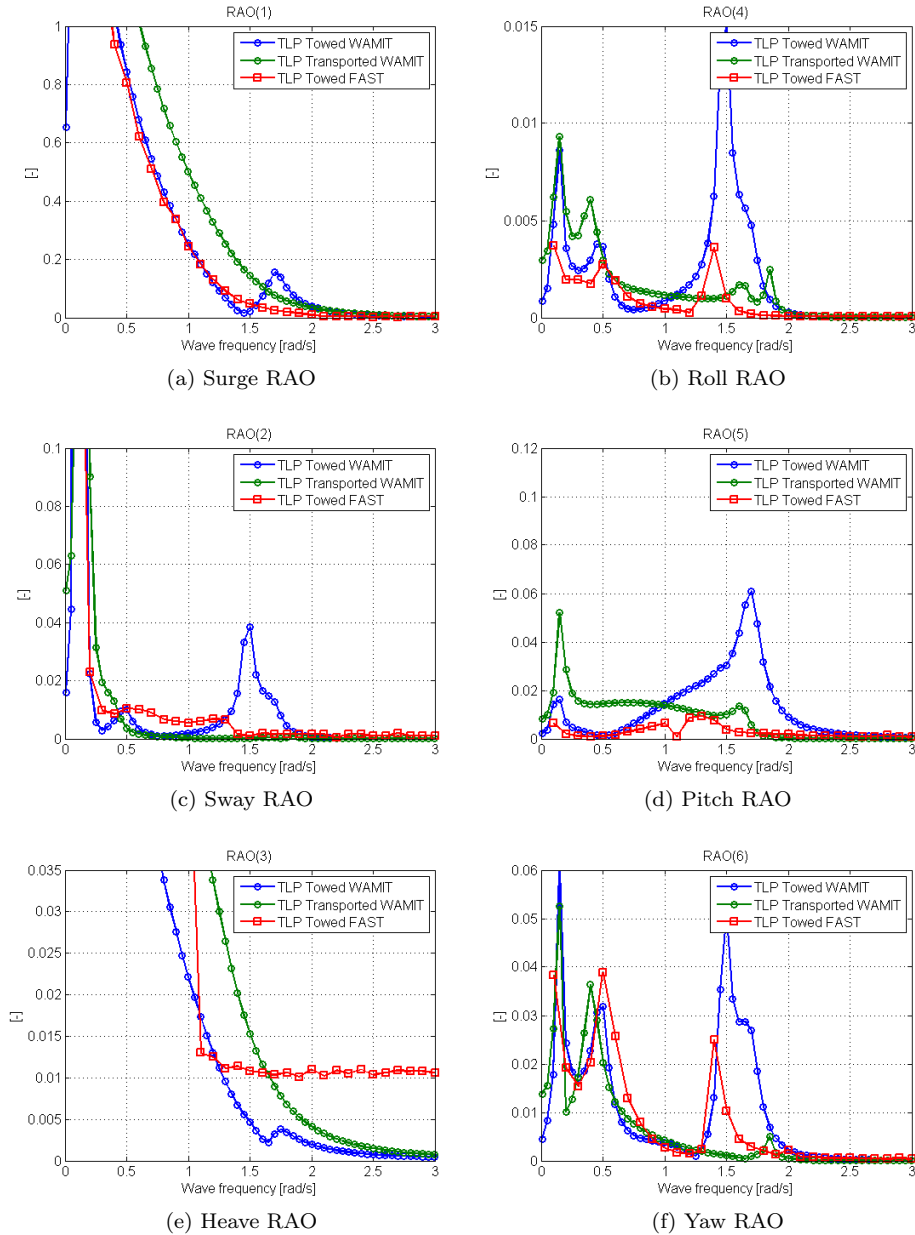 RAO(1)
1
0.8
0.6
0.4
0.2
0
[-]
TLP Towed WAMIT
TLP Transported WAMIT
TLP Towed FAST
0 0.5 1 1.5 2 2.5 3
Wave frequency [rad/s]
(a) Surge RAO
RAO(4)
0.015
0.01
0.005
0
[-]
TLP Towed WAMIT
TLP Transported WAMIT
TLP Towed FAST
0 0.5 1 1.5 2 2.5 3
Wave frequency [rad/s]
(b) Roll RAO
RAO(2)
0.1
0.08
0.06
0.04
0.02
0
[-]
TLP Towed WAMIT
TLP Transported WAMIT
TLP Towed FAST
0 0.5 1 1.5 2 2.5 3
Wave frequency [rad/s]
(c) Sway RAO
RAO(5)
0.12
0.1
0.08
0.06
0.04
0.02
0
[-]
TLP Towed WAMIT
TLP Transported WAMIT
TLP Towed FAST
0 0.5 1 1.5 2 2.5 3
Wave frequency [rad/s]
(d) Pitch RAO
RAO(3)
0.035
0.03
0.025
0.02
0.015
0.01
0.005
0
[-]
TLP Towed WAMIT
TLP Transported WAMIT
TLP Towed FAST
0 0.5 1 1.5 2 2.5 3
Wave frequency [rad/s]
(e) Heave RAO
RAO(6)
0.06
0.05
0.04
0.03
0.02
0.01
0
[-]
TLP Towed WAMIT
TLP Transported WAMIT
TLP Towed FAST
0 0.5 1 1.5 2 2.5 3
Wave frequency [rad/s]
(f) Yaw RAO